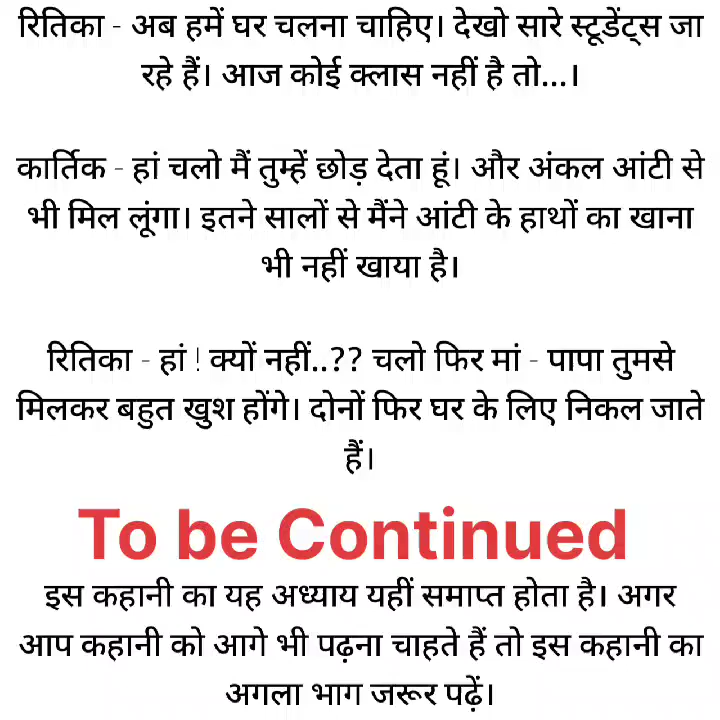 रितिका - अब हमें घर चलना चाहिए। देखो सारे स्टूडेंट्स जा
रहे हैं। आज कोई क्लास नहीं है तो...।
कार्तिक - हां चलो मैं तुम्हें छोड़ देता हूं। और अंकल आंटी से
भी मिल लूंगा। इतने सालों से मैंने आंटी के हाथों का खाना
भी नहीं खाया है।
रितिका - हां ! क्यों नहीं..?? चलो फिर मां - पापा तुमसे
मिलकर बहुत खुश होंगे। दोनों फिर घर के लिए निकल जाते
हैं।
To be Continued
इस कहानी का यह अध्याय यहीं समाप्त होता है। अगर
आप कहानी को आगे भी पढ़ना चाहते हैं तो इस कहानी का
अगला भाग जरूर पढ़ें।